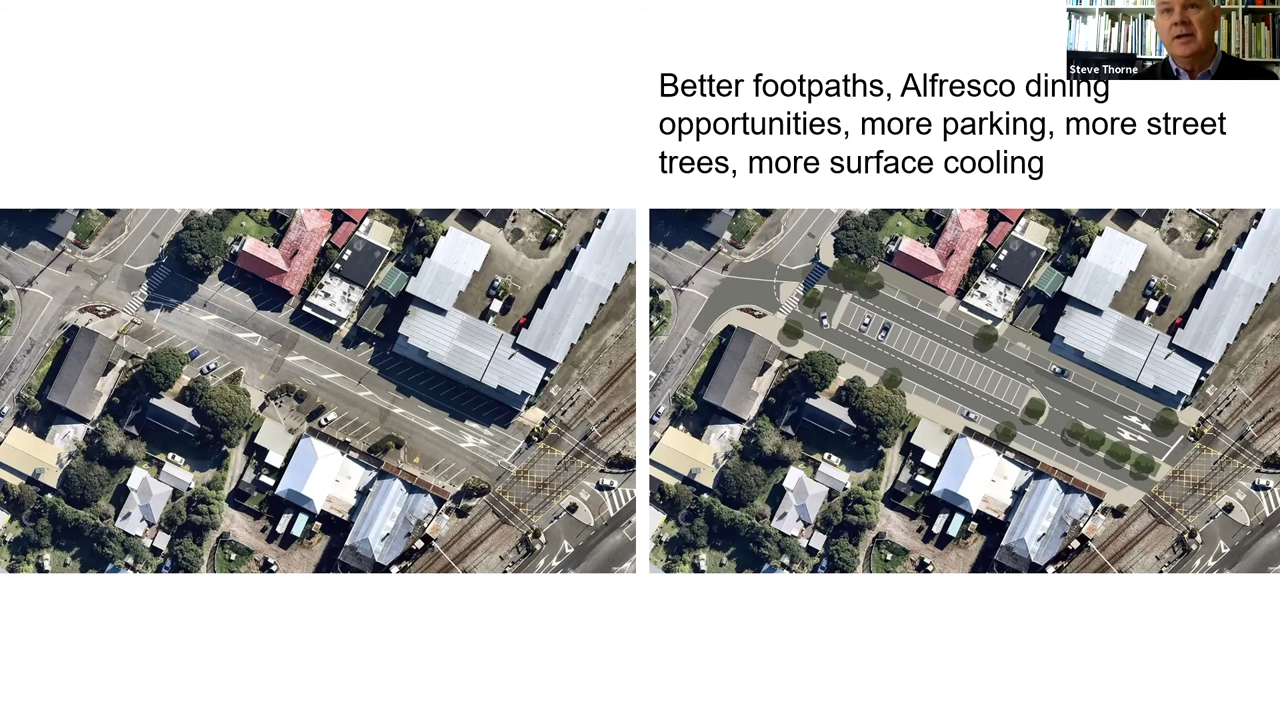 Steve Thorne
Better footpaths, Alfresco dining
opportunities, more parking, more street
trees, more surface cooling